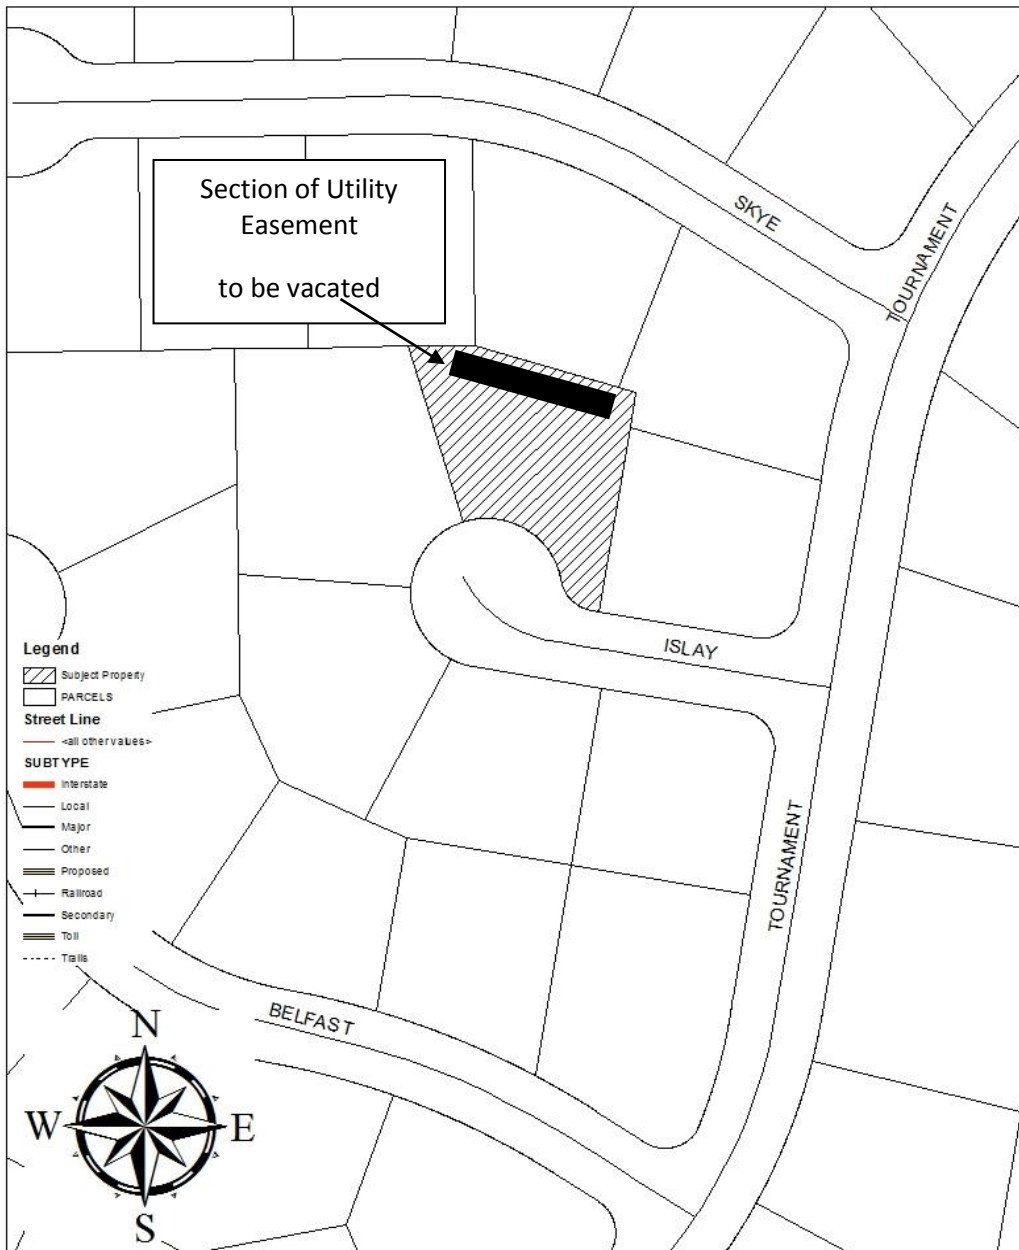 Section of Utility
Easement
to be vacated
SKYE
TOURNAMENT
ISLAY
Legend
Subject Property
PARCELS
Street Line
<all other values>
SUBTYPE
Interstate
Local
Major
Other
Proposed
Railroad
Secondary
Toll
Trails
TOURNAMENT
BELFAST
N
W
E
S